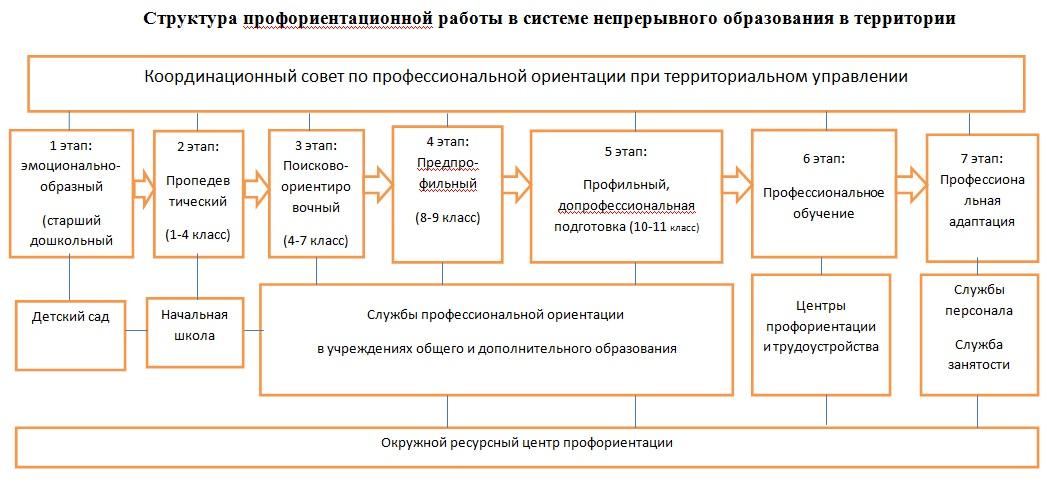 Структура профориентационной работы в системе непрерывного образования в территории
Координационный совет по профессиональной ориентации при территориальном управлении
1 этап:
эмоционально-
образный
(старший
дошкольный
2 этап:
Пропедев
тический
(1-4 класс)
3 этап:
Поисково-
ориентиро
вочный
(4-7 класс)
4 этап:
Предпро-
фильный
(8-9 класс)
5 этап:
Профильный,
допрофессиональная
подготовка (10-11 класс)
6 этап:
Профессиональное
обучение
7 этап:
Профессиона
льная
адаптация
Детский сад
Начальная
школа
Службы профессиональной ориентации
в учреждениях общего и дополнительного образования
Центры
профориентации
и трудоустройства
Службы
персонала
Служба
занятости
Окружной ресурсный центр профориентации